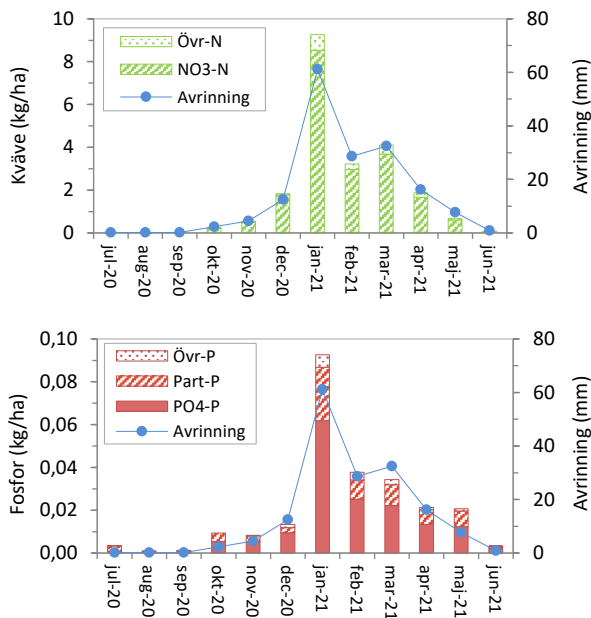 Kväve (kg/ha)
10
8
6
4
2
0
Övr-N
NO3-N
Avrinning
80
60
40
20
0
Avrinning (mm)
jul-20 aug-20 sep-20 okt-20 nov-20 dec-20 jan-21 feb-21 mar-21 apr-21 maj-21 jun-21
Fosfor (kg/ha)
0,10
0,08
0,06
0,04
0,02
0,00
Övr-P
Part-P
PO4-P
Avrinning
80
60
40
20
0
Avrinning (mm)
jul-20 aug-20 sep-20 okt-20 nov-20 dec-20 jan-21 feb-21 mar-21 apr-21 maj-21 jun-21